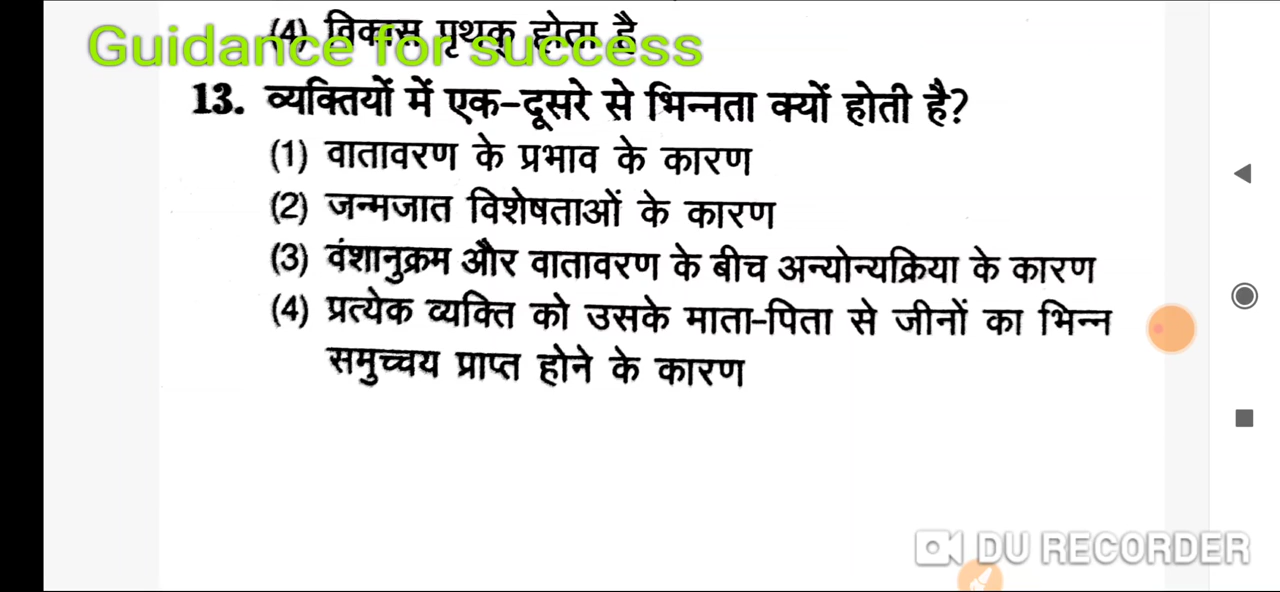 (4) विकास पृथक् होता है
Guidance for success
13. व्यक्तियों में एक-दूसरे से भिन्नता क्यों होती है?
(1) वातावरण के प्रभाव के कारण
(2) जन्मजात विशेषताओं के कारण
(3) वंशानुक्रम और वातावरण के बीच अन्योन्यक्रिया के कारण
(4) प्रत्येक व्यक्ति को उसके माता-पिता से जीनों का भिन्न
समुच्चय प्राप्त होने के कारण
DU RECORDER